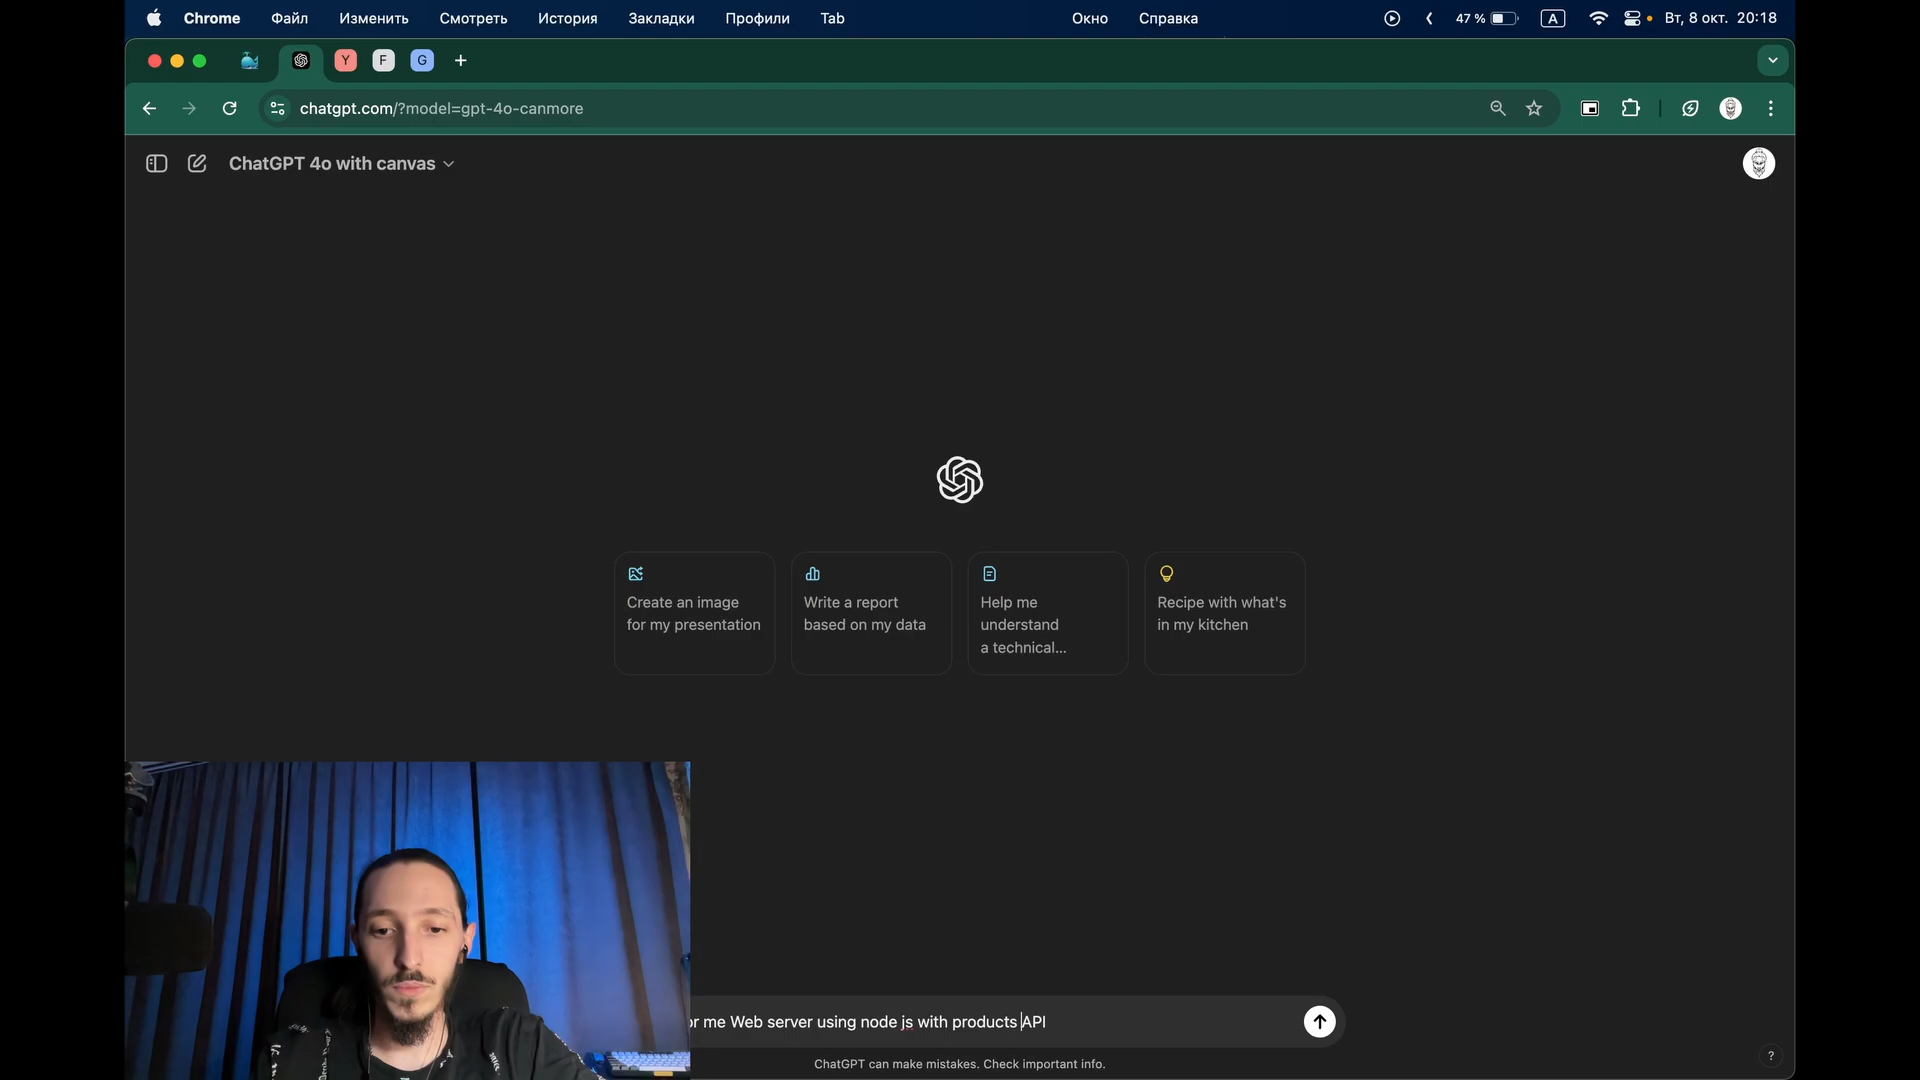 Chrome Файл Изменить Смотреть История Закладки Профили Tab Окно Справка 47 % A Вт, 8 окт. 20:18
Y F G
chatgpt.com/?model=gpt-4o-canmore
ChatGPT 4o with canvas
Create an image
for my presentation
Write a report
based on my data
Help me
understand
a technical...
Recipe with what's
in my kitchen
me Web server using node js with products API
ChatGPT can make mistakes. Check important info.
?